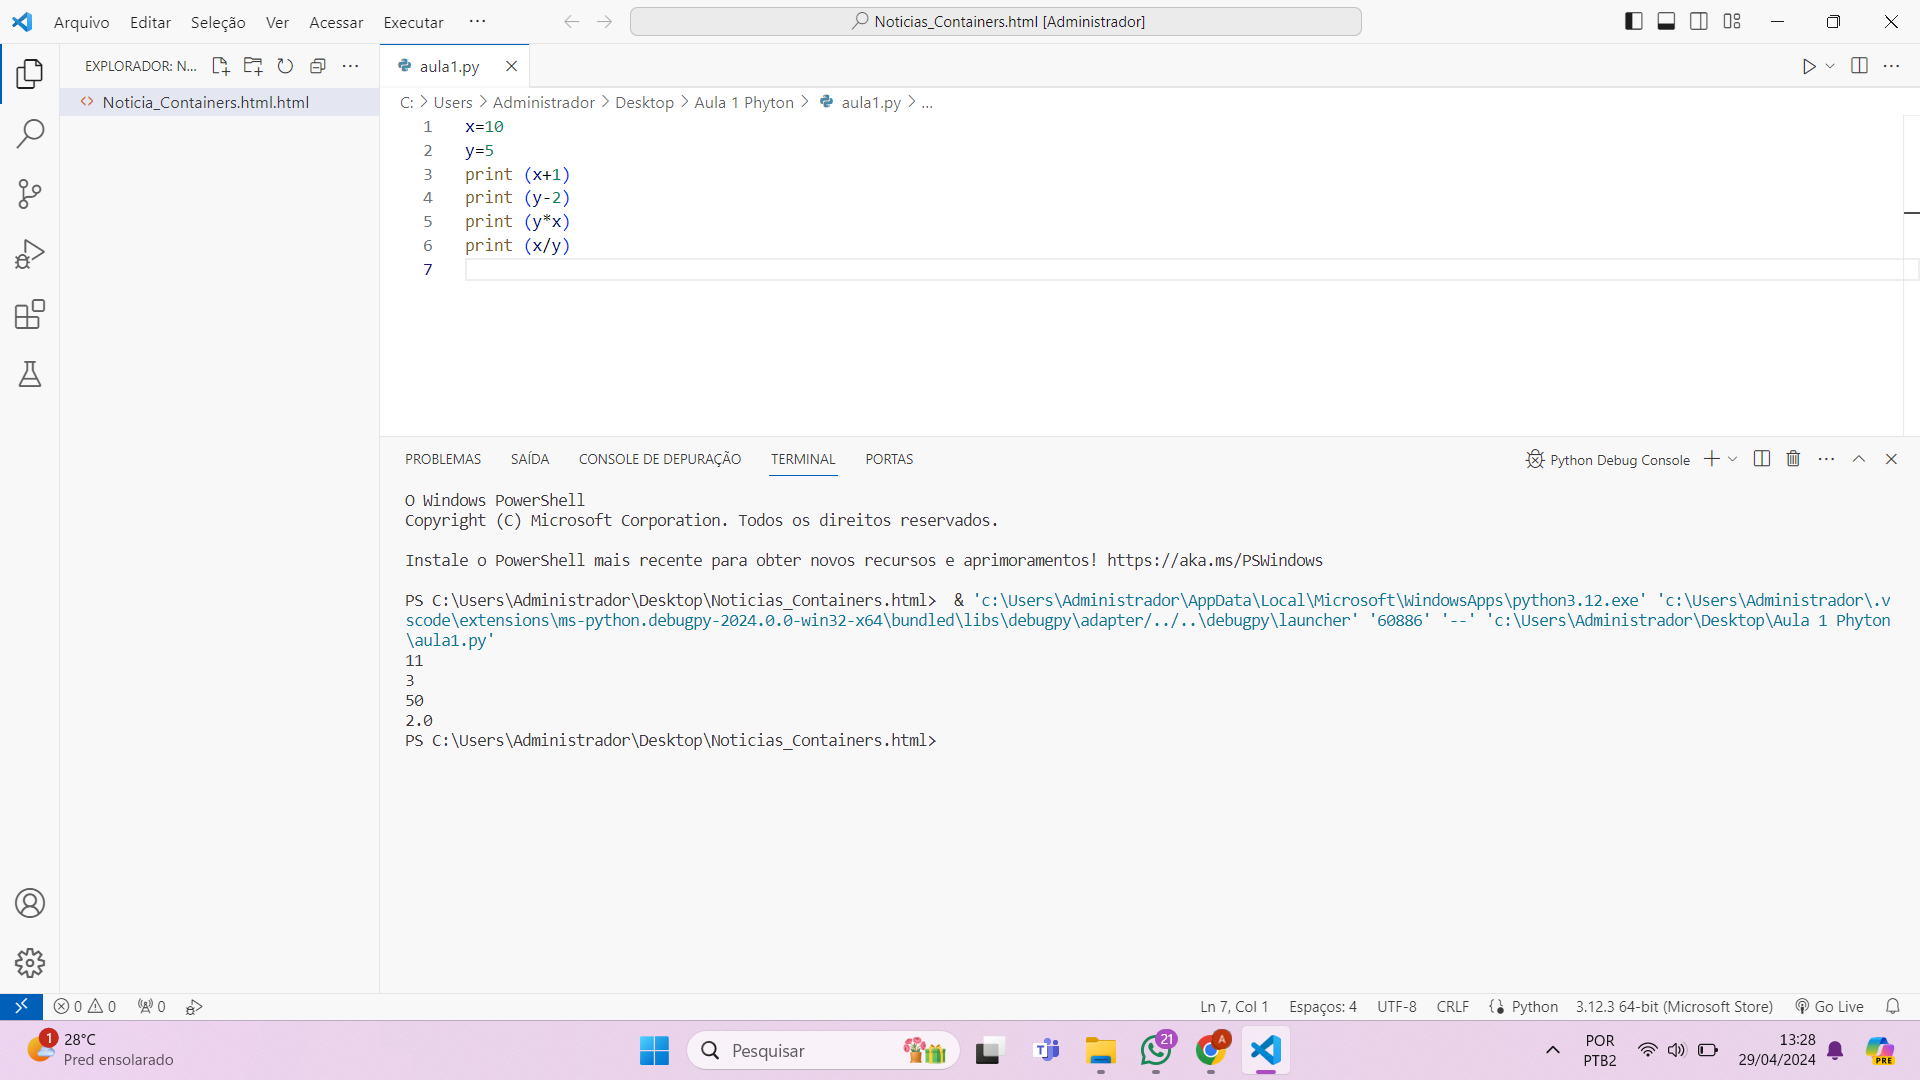 Arquivo Editar Seleção Ver Acessar Executar ··· Noticias_Containers.html [Administrador]
EXPLORADOR: N... ··· aula1.py
Noticia_Containers.html.html
C: > Users > Administrador > Desktop > Aula 1 Phyton > aula1.py > ...
1 x=10
2 y=5
3 print (x+1)
4 print (y-2)
5 print (y*x)
6 print (x/y)
7
PROBLEMAS SAÍDA CONSOLE DE DEPURAÇÃO TERMINAL PORTAS Python Debug Console
O Windows PowerShell
Copyright (C) Microsoft Corporation. Todos os direitos reservados.
Instale o PowerShell mais recente para obter novos recursos e aprimoramentos! https://aka.ms/PSWindows
PS C:\Users\Administrador\Desktop\Noticias_Containers.html>  & 'c:\Users\Administrador\AppData\Local\Microsoft\WindowsApps\python3.12.exe' 'c:\Users\Administrador\.v
scode\extensions\ms-python.debugpy-2024.0.0-win32-x64\bundled\libs\debugpy\adapter/../..\debugpy\launcher' '60886' '--' 'c:\Users\Administrador\Desktop\Aula 1 Phyton
\aula1.py'
11
3
50
2.0
PS C:\Users\Administrador\Desktop\Noticias_Containers.html>
0 0 0 Ln 7, Col 1 Espaços: 4 UTF-8 CRLF Python 3.12.3 64-bit (Microsoft Store) Go Live
1 28°C
Pred ensolarado
Pesquisar
21
A
POR
PTB2
13:28
29/04/2024
PRE